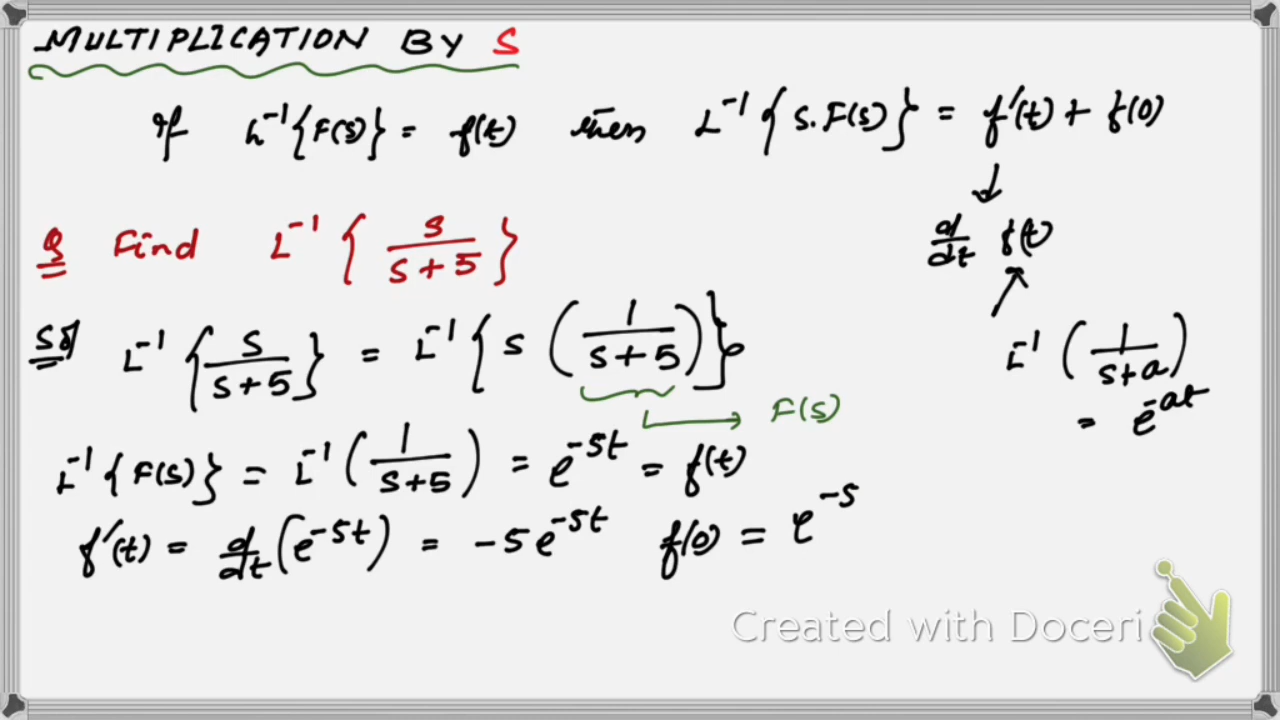 MULTIPLICATION BY S
If L⁻¹{F(s)} = f(t) then L⁻¹{s.F(s)} = f'(t) + f(0)
↓
d/dt f(t)
Q Find L⁻¹{s/(s+5)}
Sol L⁻¹{s/(s+5)} = L⁻¹{s(1/(s+5))}
L⁻¹(1/(s+a))
= e^(-at)
→ F(s)
L⁻¹{F(s)} = L⁻¹(1/(s+5)) = e^(-5t) = f(t)
f'(t) = d/dt(e^(-5t)) = -5e^(-5t) f(0) = e^(-5
Created with Doceri